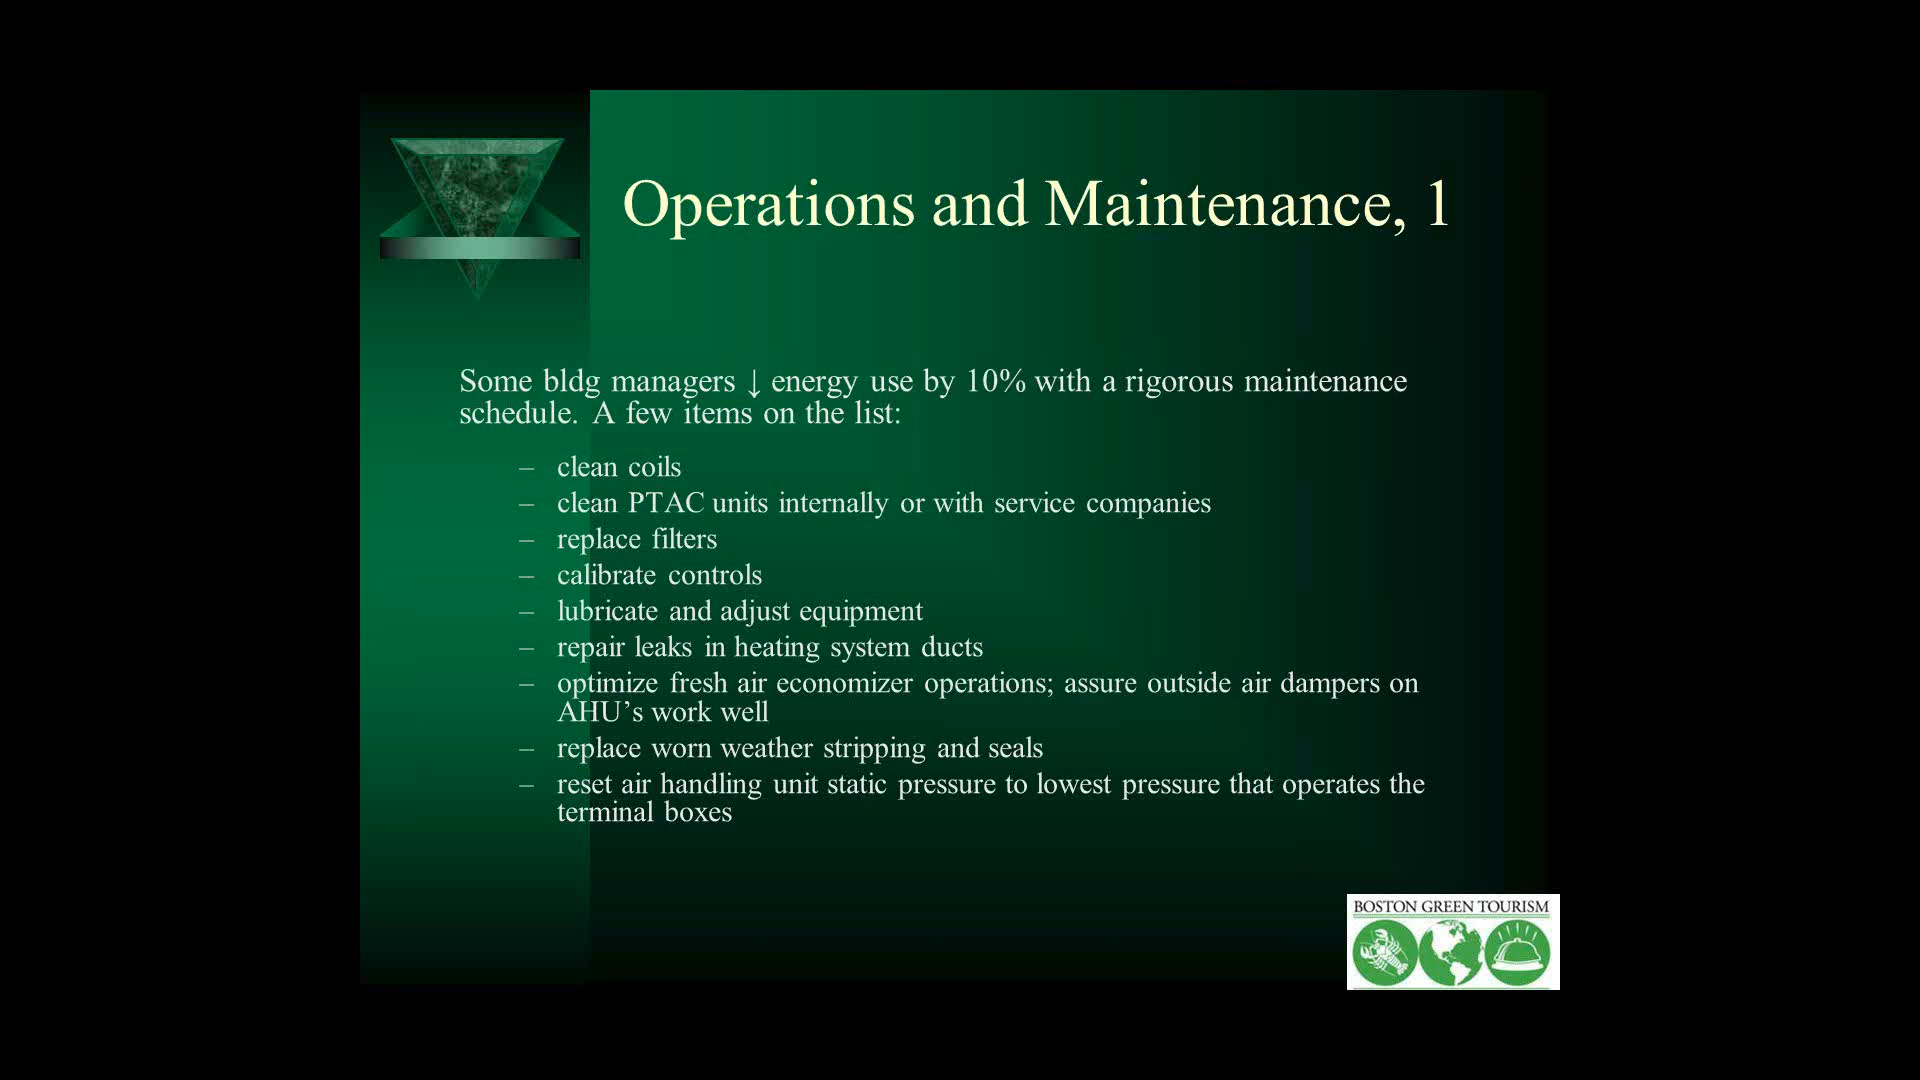 Operations and Maintenance, 1
Some bldg managers ↓ energy use by 10% with a rigorous maintenance
schedule. A few items on the list:
– clean coils
– clean PTAC units internally or with service companies
– replace filters
– calibrate controls
– lubricate and adjust equipment
– repair leaks in heating system ducts
– optimize fresh air economizer operations; assure outside air dampers on
AHU’s work well
– replace worn weather stripping and seals
– reset air handling unit static pressure to lowest pressure that operates the
terminal boxes
BOSTON GREEN TOURISM